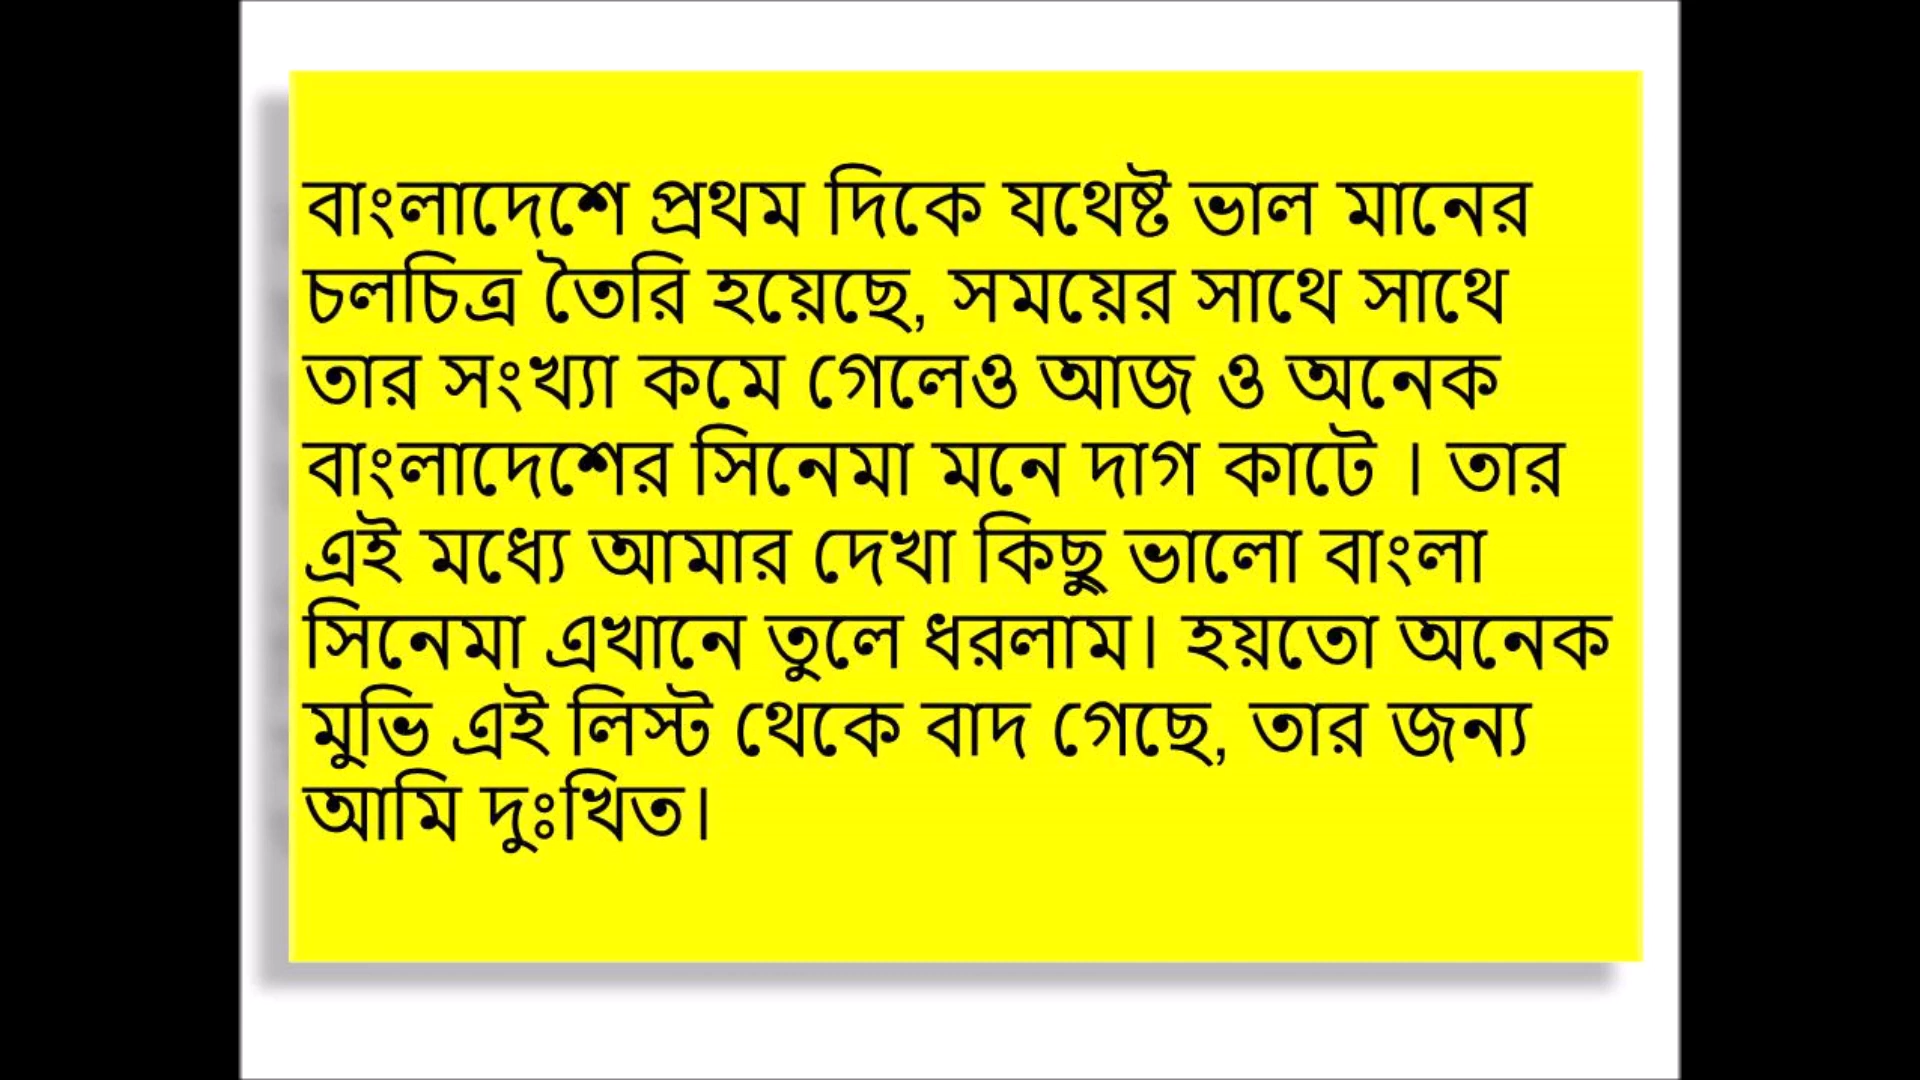 বাংলাদেশে প্রথম দিকে যথেষ্ট ভাল মানের
চলচিত্র তৈরি হয়েছে, সময়ের সাথে সাথে
তার সংখ্যা কমে গেলেও আজ ও অনেক
বাংলাদেশের সিনেমা মনে দাগ কাটে । তার
এই মধ্যে আমার দেখা কিছু ভালো বাংলা
সিনেমা এখানে তুলে ধরলাম। হয়তো অনেক
মুভি এই লিস্ট থেকে বাদ গেছে, তার জন্য
আমি দুঃখিত।